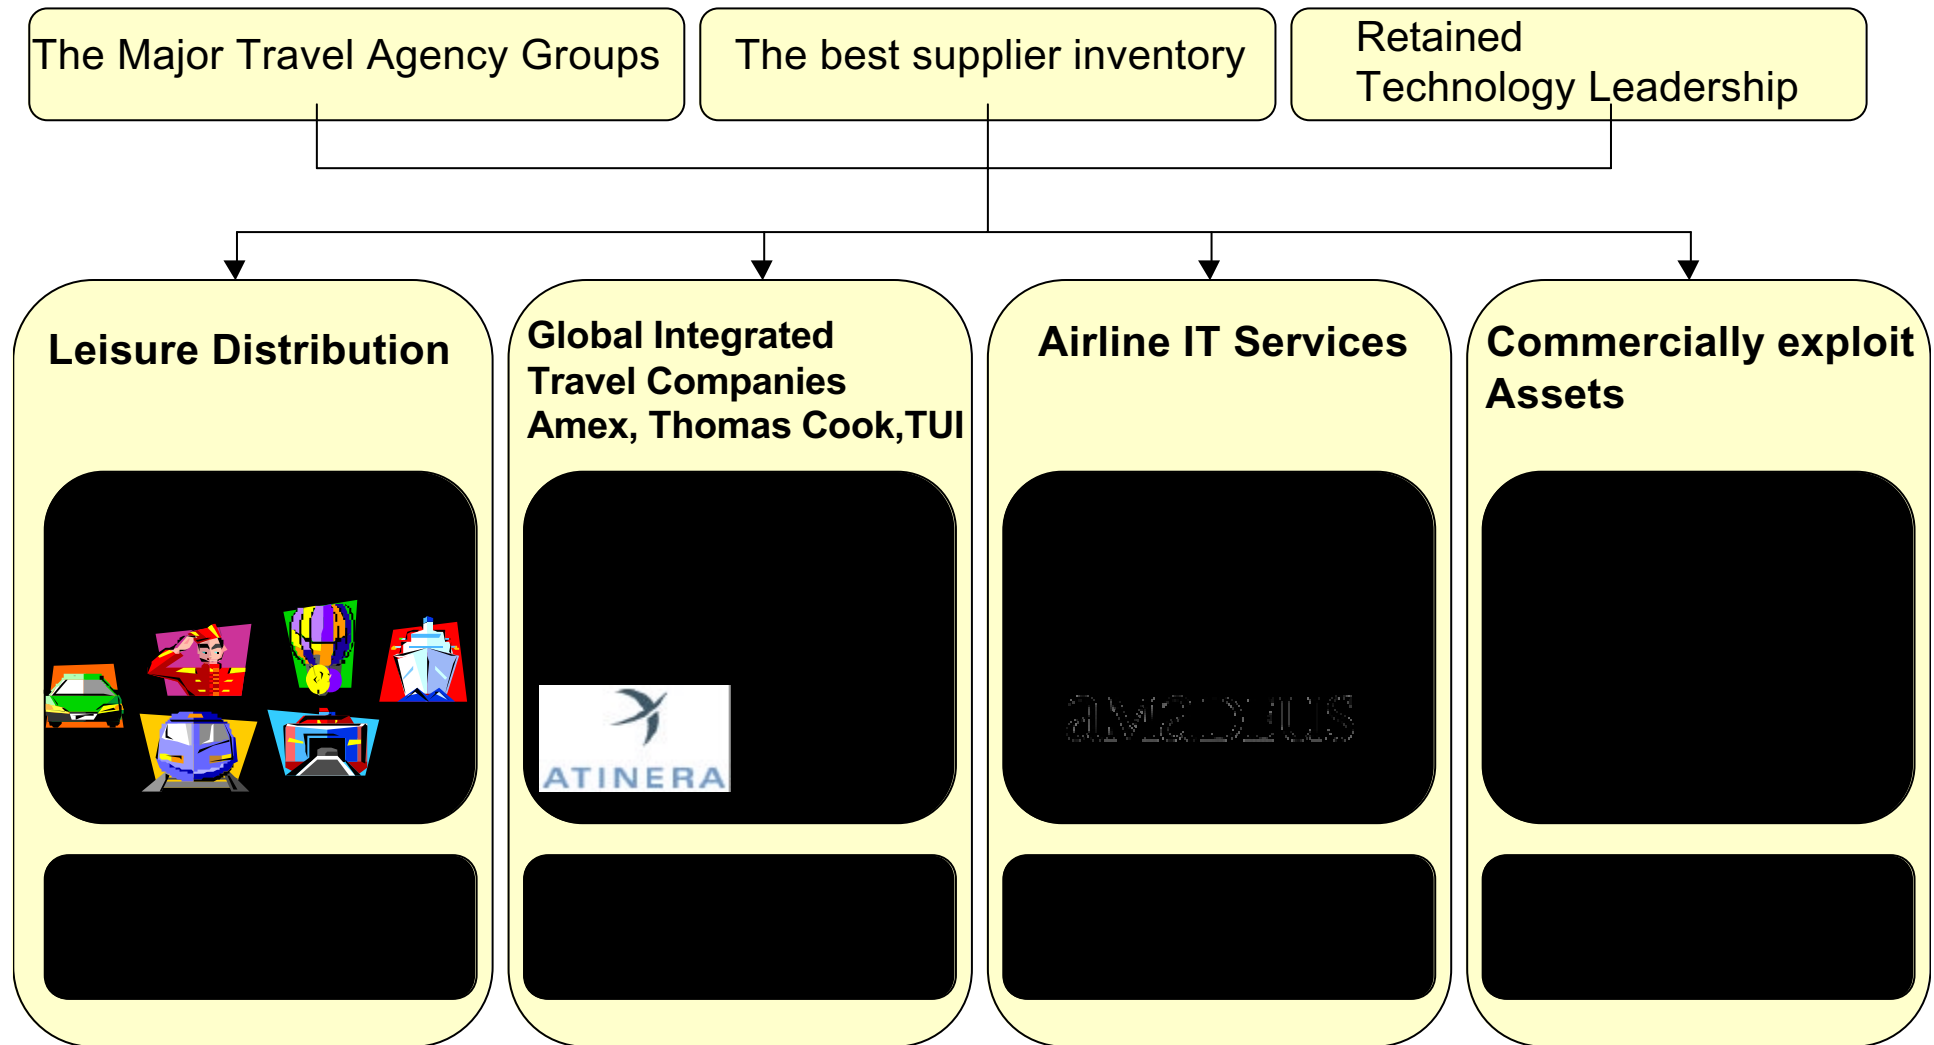 The Major Travel Agency Groups
The best supplier inventory
Retained
Technology Leadership
Leisure Distribution
Global Integrated
Travel Companies
Amex, Thomas Cook,TUI
Airline IT Services
Commercially exploit
Assets
ATINERA
amadeus